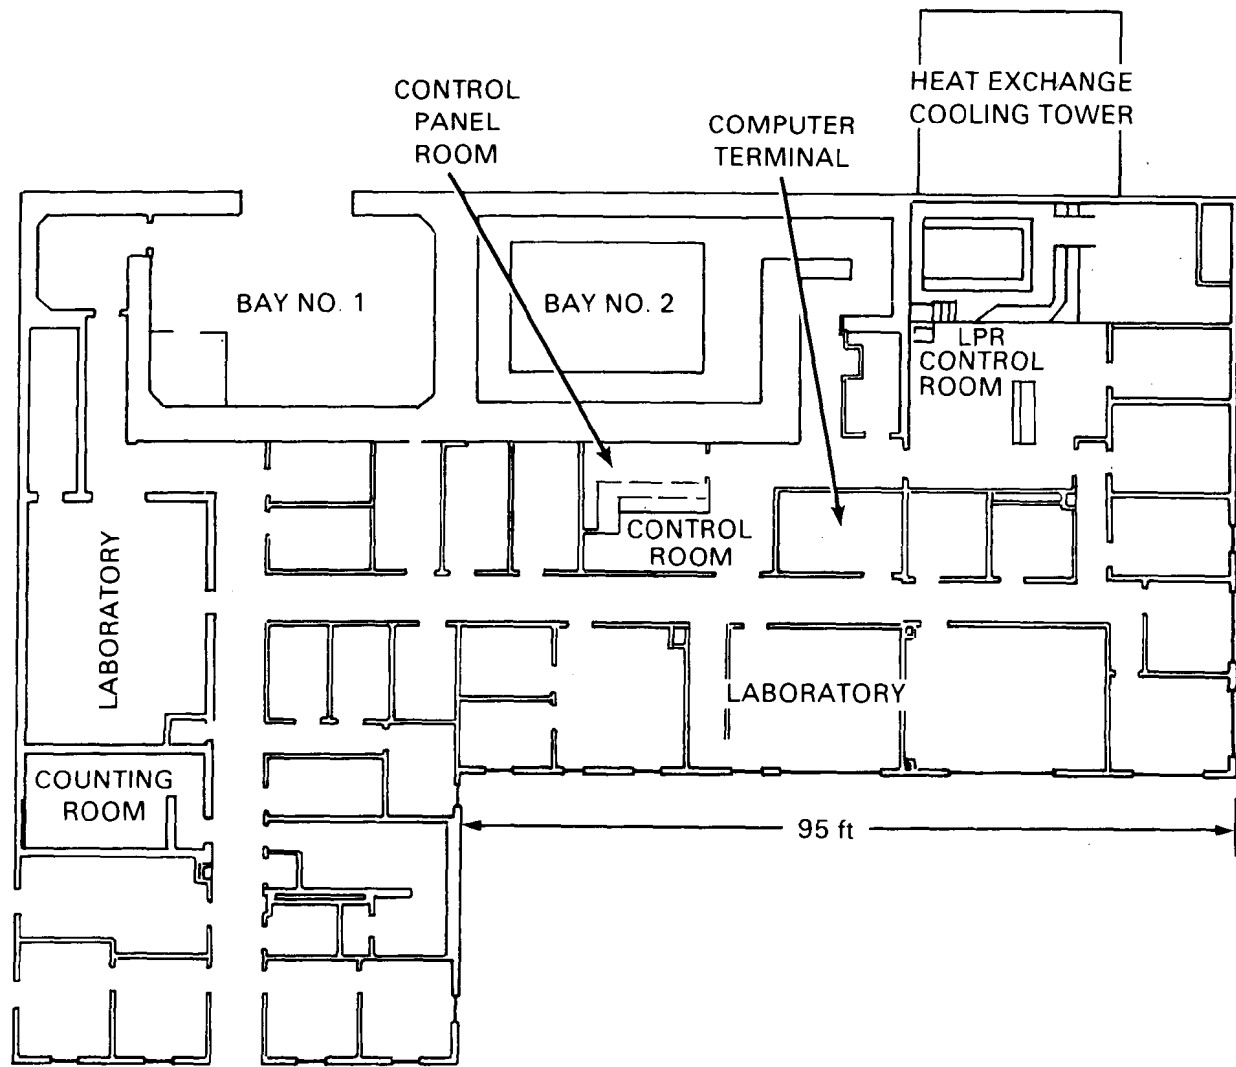 HEAT EXCHANGE
COOLING TOWER
CONTROL
PANEL
ROOM
COMPUTER
TERMINAL
BAY NO. 1
BAY NO. 2
LPR
CONTROL
ROOM
CONTROL
ROOM
LABORATORY
LABORATORY
COUNTING
ROOM
95 ft